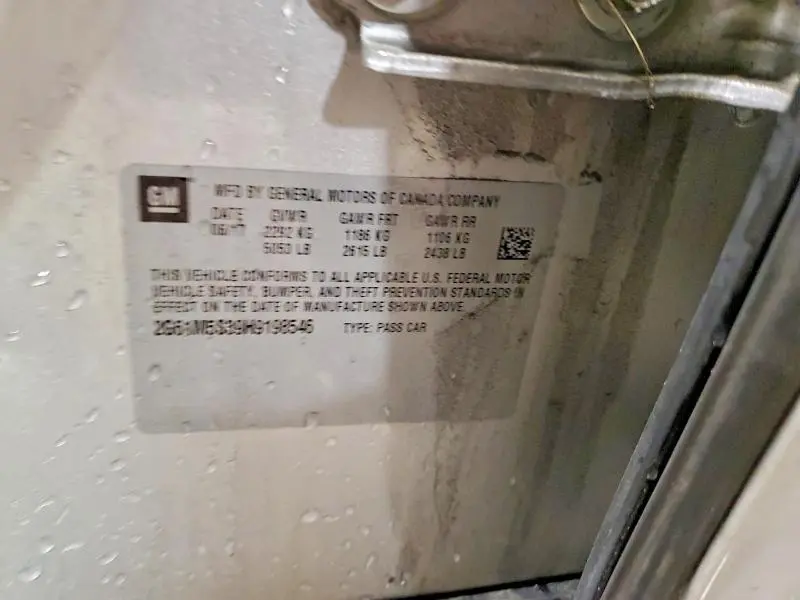 GM
MFD BY GENERAL MOTORS OF CANADA COMPANY
DATE GVWR GAWR FRT GAWR RR
06/17 2292 KG 1186 KG 1106 KG
5053 LB 2615 LB 2438 LB
THIS VEHICLE CONFORMS TO ALL APPLICABLE U.S. FEDERAL MOTOR
VEHICLE SAFETY, BUMPER, AND THEFT PREVENTION STANDARDS IN
EFFECT ON THE DATE OF MANUFACTURE SHOWN ABOVE.
2G61M5S39H9198546 TYPE: PASS CAR